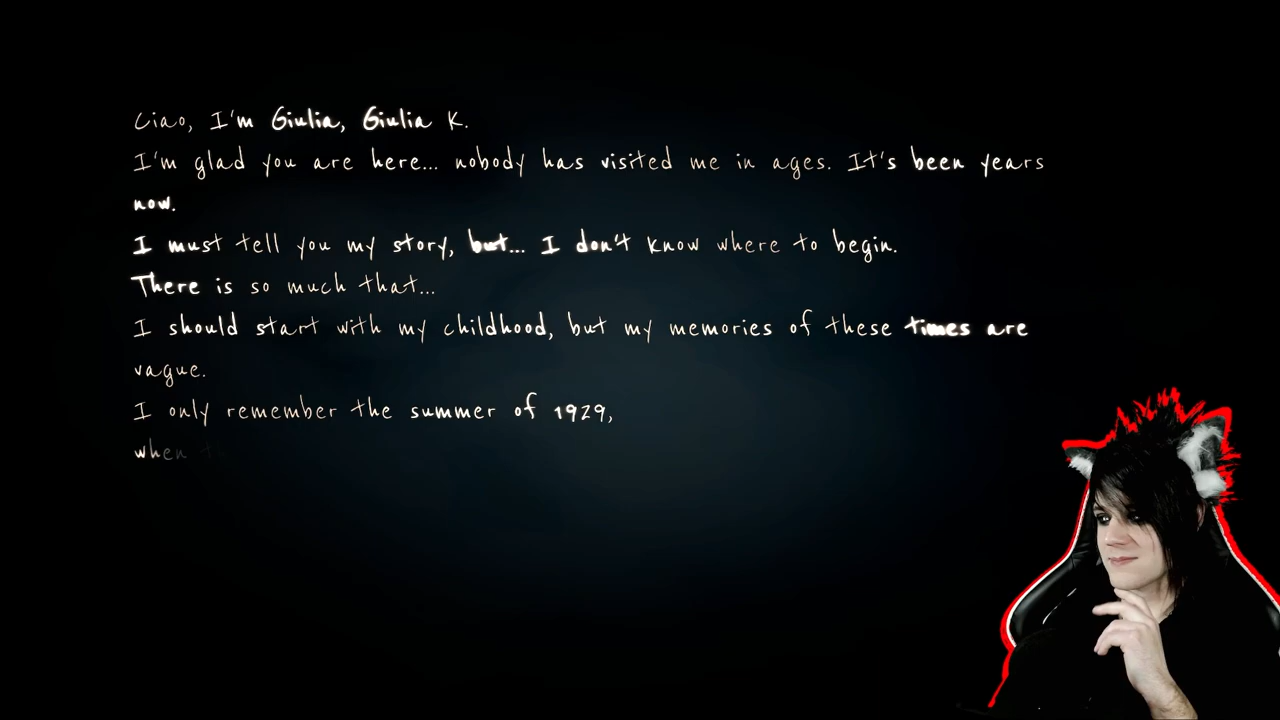 Ciao, I'm Giulia, Giulia K.
I'm glad you are here... nobody has visited me in ages. It's been years
now.
I must tell you my story, but... I don't know where to begin.
There is so much that...
I should start with my childhood, but my memories of these times are
vague.
I only remember the summer of 1929,
when